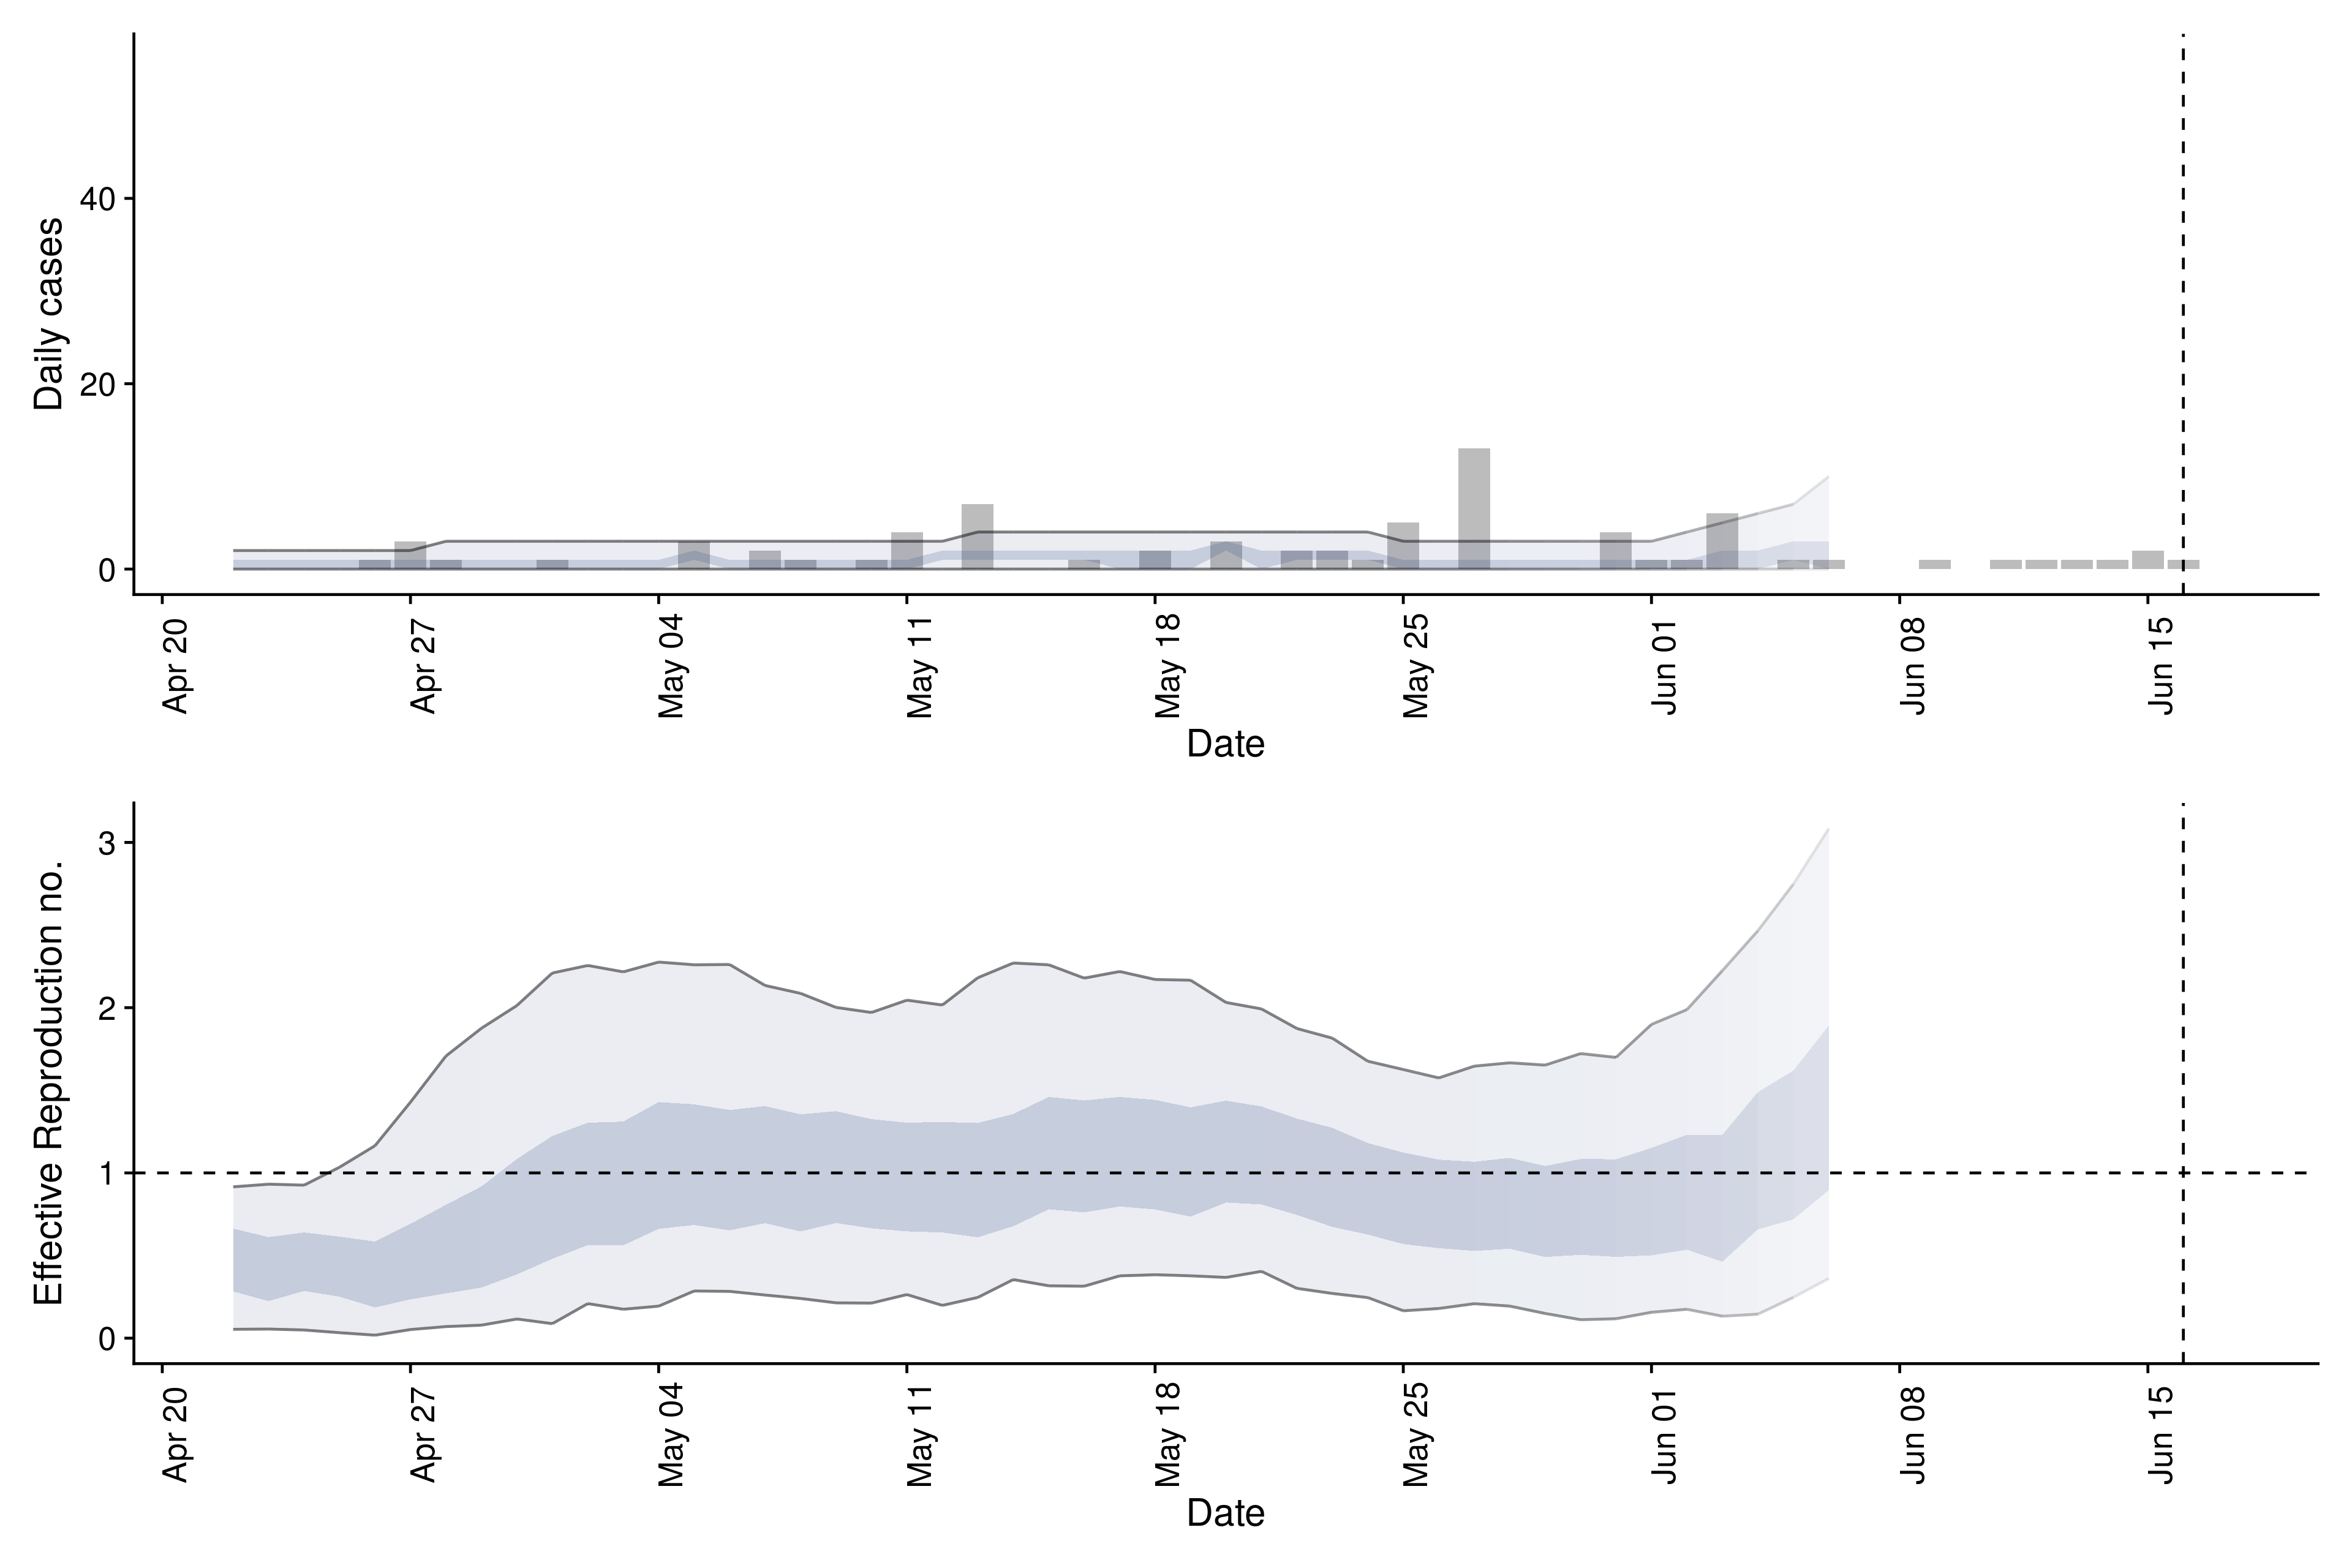 Daily cases
40
20
0
Apr 20
Apr 27
May 04
May 11
May 18
May 25
Jun 01
Jun 08
Jun 15
Date
Effective Reproduction no.
3
2
1
0
Apr 20
Apr 27
May 04
May 11
May 18
May 25
Jun 01
Jun 08
Jun 15
Date